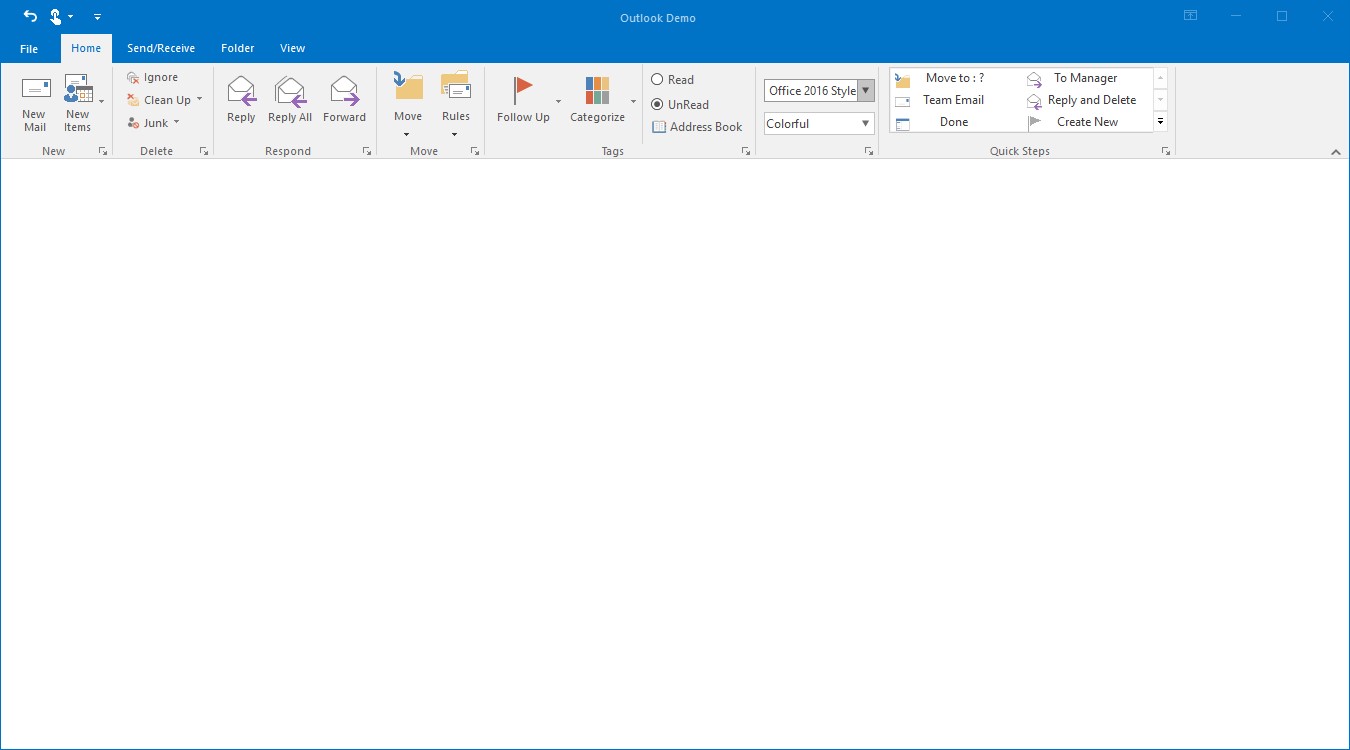 Outlook Demo
File Home Send/Receive Folder View
New Mail
New Items
New
Ignore
Clean Up
Junk
Delete
Reply
Reply All
Forward
Respond
Move
Rules
Move
Follow Up
Categorize
Read
UnRead
Address Book
Tags
Office 2016 Style
Colorful
Move to : ?
To Manager
Team Email
Reply and Delete
Done
Create New
Quick Steps